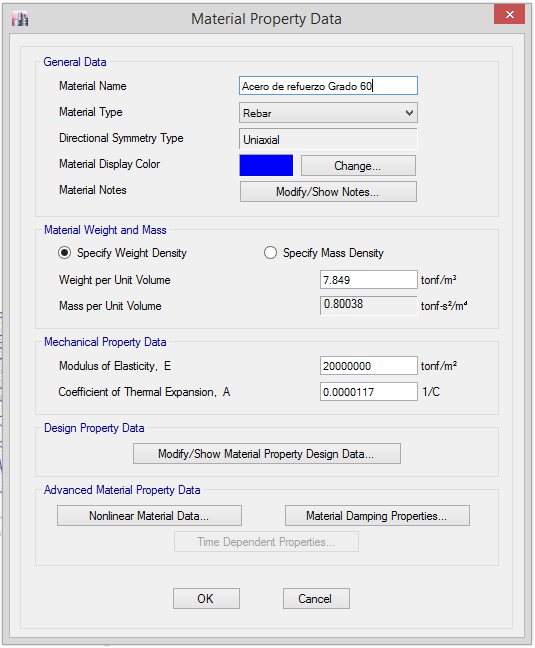 Material Property Data
General Data
Material Name Acero de refuerzo Grado 60
Material Type Rebar
Directional Symmetry Type Uniaxial
Material Display Color Change...
Material Notes Modify/Show Notes...
Material Weight and Mass
Specify Weight Density Specify Mass Density
Weight per Unit Volume 7.849 tonf/m³
Mass per Unit Volume 0.80038 tonf-s²/m⁴
Mechanical Property Data
Modulus of Elasticity, E 20000000 tonf/m²
Coefficient of Thermal Expansion, A 0.0000117 1/C
Design Property Data
Modify/Show Material Property Design Data...
Advanced Material Property Data
Nonlinear Material Data... Material Damping Properties...
Time Dependent Properties...
OK Cancel